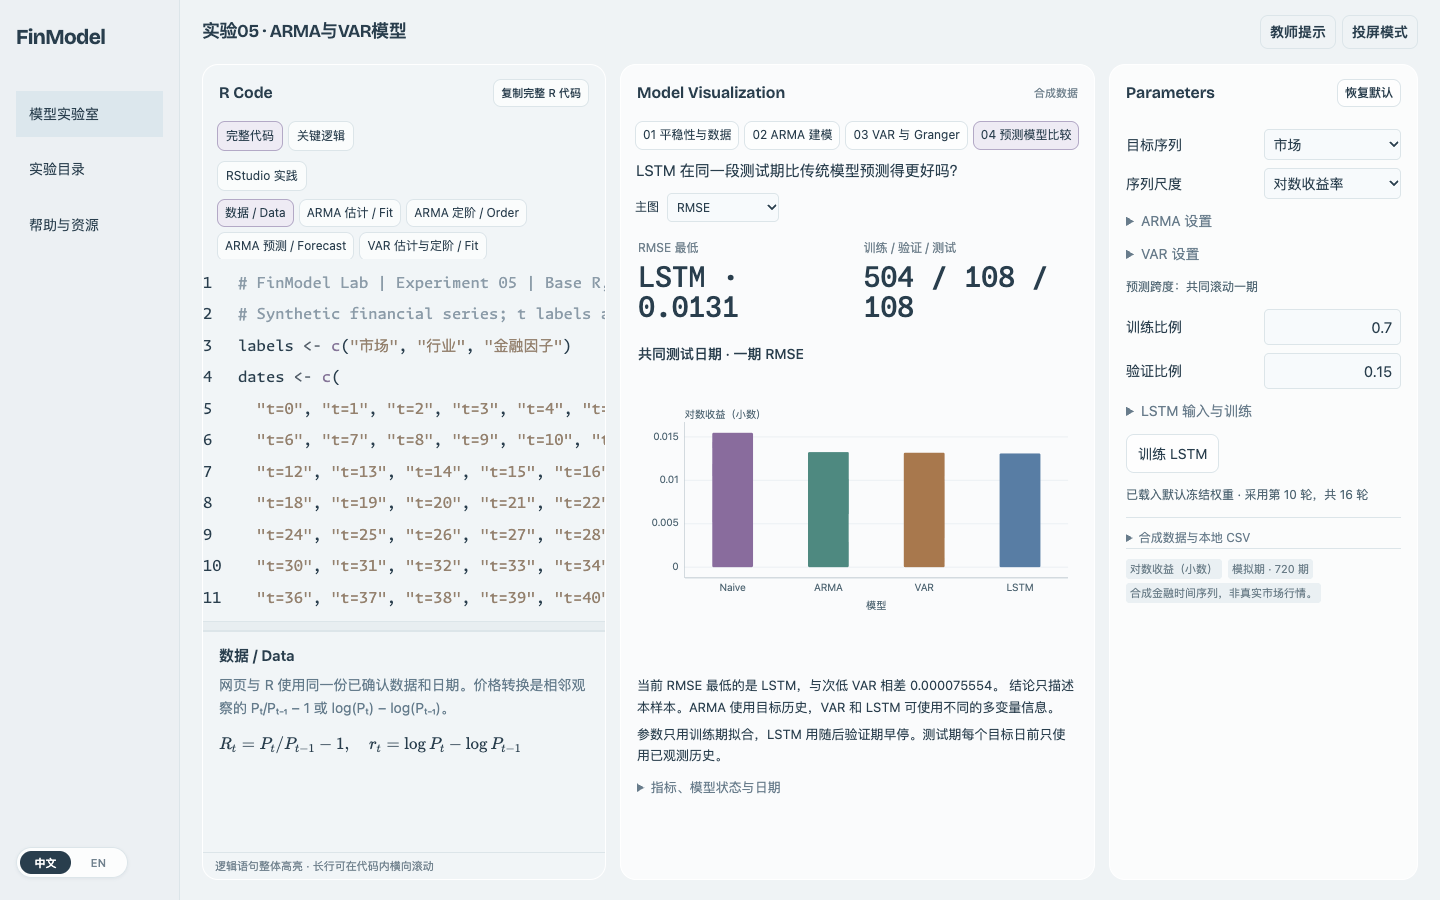 FinModel
模型实验室
实验目录
帮助与资源
中文
EN
实验05 · ARMA与VAR模型
教师提示
投屏模式
R Code
复制完整 R 代码
完整代码
关键逻辑
RStudio 实践
数据 / Data
ARMA 估计 / Fit
ARMA 定阶 / Order
ARMA 预测 / Forecast
VAR 估计与定阶 / Fit
1 # FinModel Lab | Experiment 05 | Base R,
2 # Synthetic financial series; t labels a
3 labels <- c("市场", "行业", "金融因子")
4 dates <- c(
5 "t=0", "t=1", "t=2", "t=3", "t=4", "t=
6 "t=6", "t=7", "t=8", "t=9", "t=10", "t
7 "t=12", "t=13", "t=14", "t=15", "t=16"
8 "t=18", "t=19", "t=20", "t=21", "t=22"
9 "t=24", "t=25", "t=26", "t=27", "t=28"
10 "t=30", "t=31", "t=32", "t=33", "t=34"
11 "t=36", "t=37", "t=38", "t=39", "t=40"
数据 / Data
网页与 R 使用同一份已确认数据和日期。价格转换是相邻观
察的 Pₜ/Pₜ₋₁ − 1 或 log(Pₜ) − log(Pₜ₋₁)。
Rₜ = Pₜ/Pₜ₋₁ − 1, rₜ = log Pₜ − log Pₜ₋₁
逻辑语句整体高亮 · 长行可在代码内横向滚动
Model Visualization
合成数据
01 平稳性与数据
02 ARMA 建模
03 VAR 与 Granger
04 预测模型比较
LSTM 在同一段测试期比传统模型预测得更好吗?
主图
RMSE
RMSE 最低
LSTM ·
0.0131
训练 / 验证 / 测试
504 / 108 /
108
共同测试日期 · 一期 RMSE
对数收益（小数）
0.015
0.01
0.005
0
Naive
ARMA
VAR
LSTM
模型
当前 RMSE 最低的是 LSTM，与次低 VAR 相差 0.000075554。 结论只描述
本样本。ARMA 使用目标历史，VAR 和 LSTM 可使用不同的多变量信息。
参数只用训练期拟合，LSTM 用随后验证期早停。测试期每个目标日前只使
用已观测历史。
指标、模型状态与日期
Parameters
恢复默认
目标序列
市场
序列尺度
对数收益率
ARMA 设置
VAR 设置
预测跨度：共同滚动一期
训练比例
0.7
验证比例
0.15
LSTM 输入与训练
训练 LSTM
已载入默认冻结权重 · 采用第 10 轮，共 16 轮
合成数据与本地 CSV
对数收益（小数）
模拟期 · 720 期
合成金融时间序列，非真实市场行情。